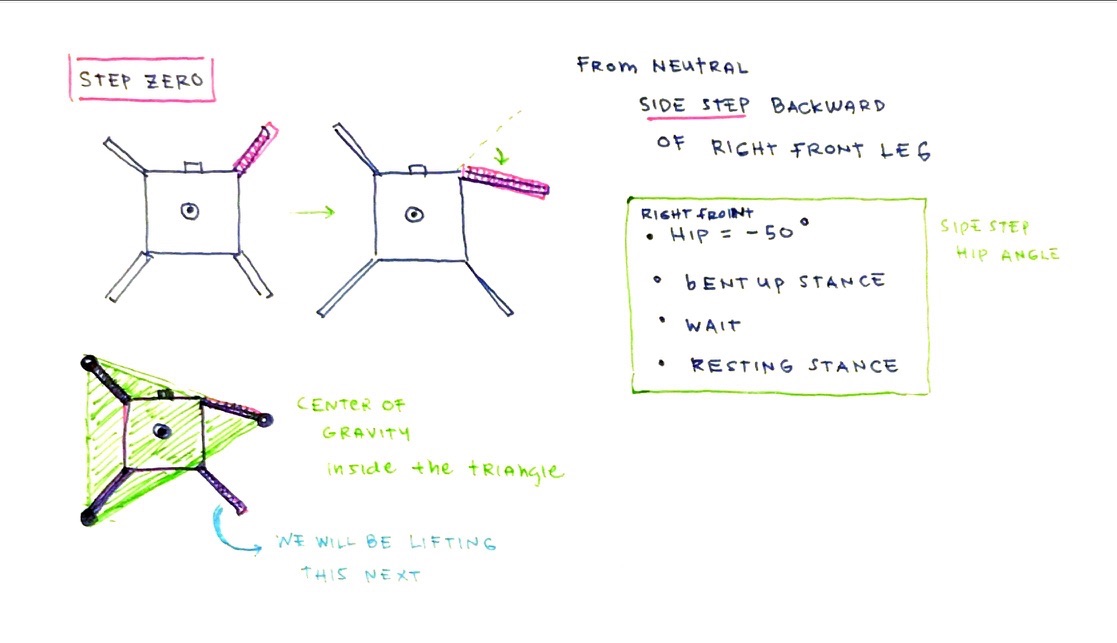 STEP ZERO
FROM NEUTRAL
SIDE STEP BACKWARD
OF RIGHT FRONT LEG
RIGHT FROINT
• HIP = -50°
• bENT UP STANCE
• WAIT
• RESTING STANCE
SIDE STEP
HIP ANGLE
CENTER OF
GRAVITY
inside the TRIANGLE
WE WILL BE LIFTING
THIS NEXT